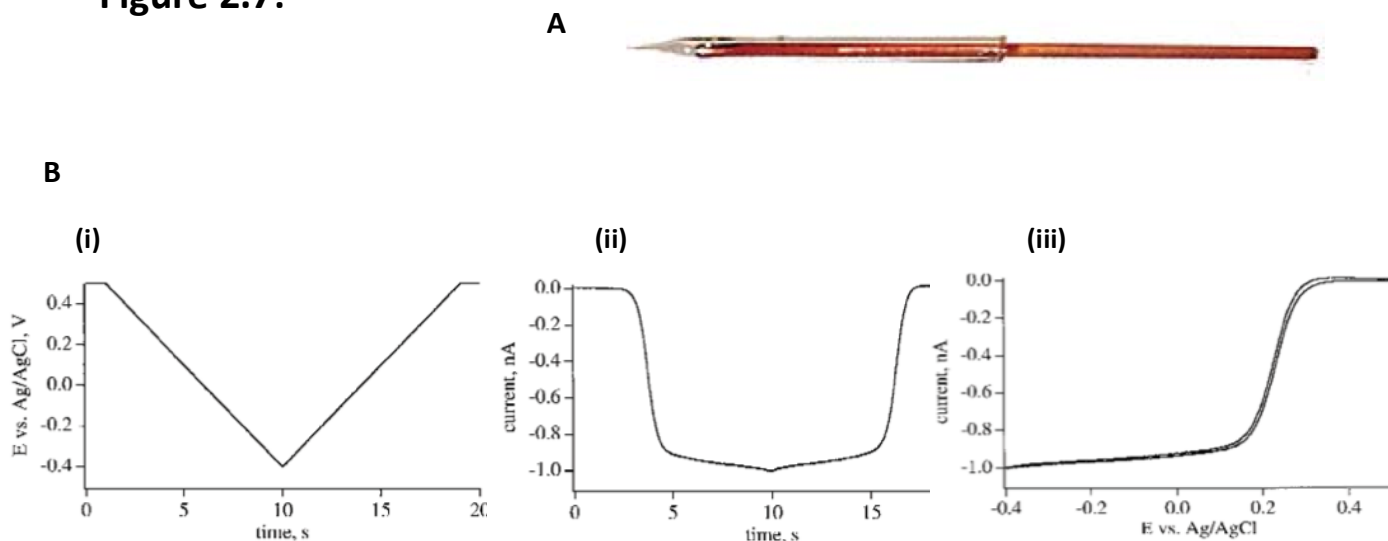 Figure 2.7:
A
B
(i)
(ii)
(iii)
E vs. Ag/AgCl, V
0.4
0.2
0.0
-0.2
-0.4
0 5 10 15 20
time, s
current, nA
0.0
-0.2
-0.4
-0.6
-0.8
-1.0
0 5 10 15
time, s
current, nA
0.0
-0.2
-0.4
-0.6
-0.8
-1.0
-0.4 -0.2 0.0 0.2 0.4
E vs. Ag/AgCl